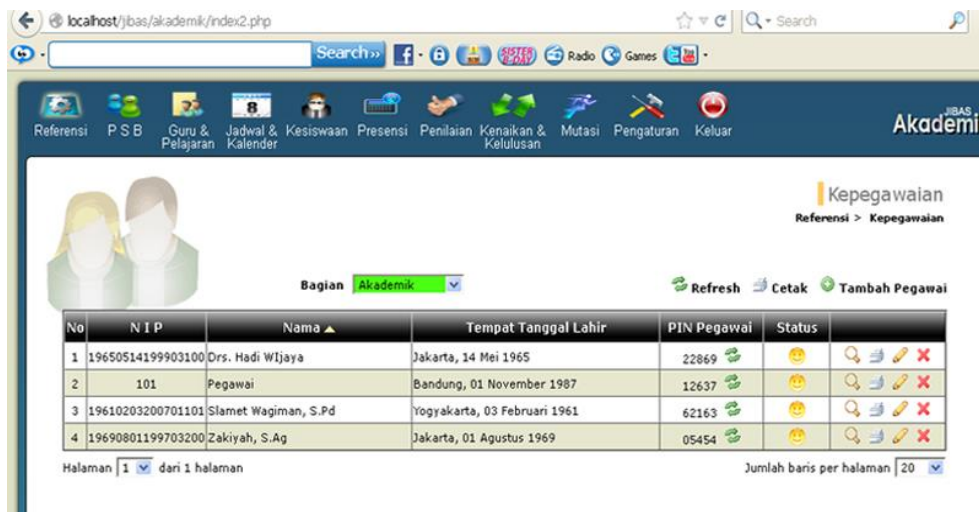 localhost/jibas/akademik/index2.php
Search
Search »
SISTER B-DAY
Radio
Games
You
Referensi
P S B
Guru & Pelajaran
8
Jadwal & Kalender
Kesiswaan
Presensi
Penilaian
Kenaikan & Kelulusan
Mutasi
Pengaturan
Keluar
JIBAS
Akademi
Kepegawaian
Referensi > Kepegawaian
Bagian Akademik
Refresh Cetak Tambah Pegawai
No N I P Nama Tempat Tanggal Lahir PIN Pegawai Status
1 19650514199903100 Drs. Hadi WIjaya Jakarta, 14 Mei 1965 22869
2 101 Pegawai Bandung, 01 November 1987 12637
3 19610203200701101 Slamet Wagiman, S.Pd Yogyakarta, 03 Februari 1961 62163
4 19690801199703200 Zakiyah, S.Ag Jakarta, 01 Agustus 1969 05454
Halaman 1 dari 1 halaman Jumlah baris per halaman 20